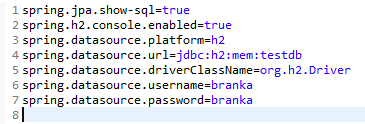 1 spring.jpa.show-sql=true
2 spring.h2.console.enabled=true
3 spring.datasource.platform=h2
4 spring.datasource.url=jdbc:h2:mem:testdb
5 spring.datasource.driverClassName=org.h2.Driver
6 spring.datasource.username=branka
7 spring.datasource.password=branka
8